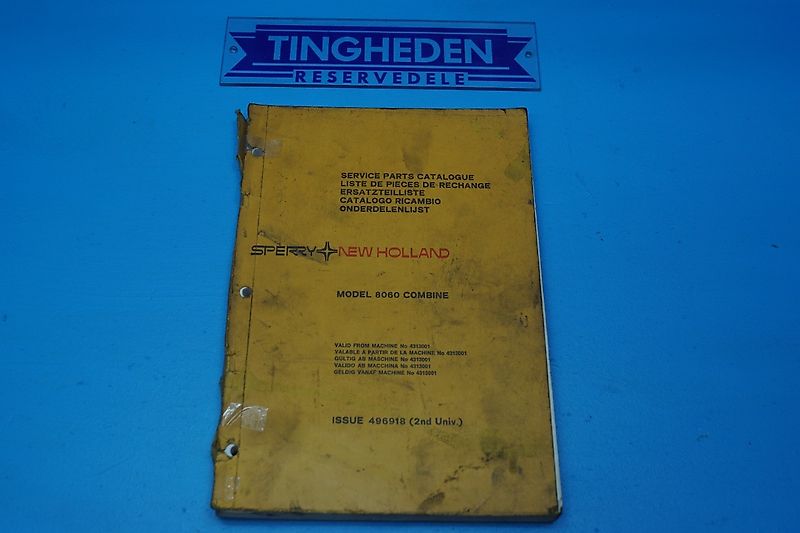 TINGHEDEN
RESERVEDELE
SERVICE PARTS CATALOGUE
LISTE DE PIECES DE RECHANGE
ERSATZTEILLISTE
CATALOGO RICAMBIO
ONDERDELENLIJST
SPERRY NEW HOLLAND
MODEL 8060 COMBINE
VALID FROM MACHINE No 4313001
VALABLE A PARTIR DE LA MACHINE No 4313001
GÜLTIG AB MASCHINE No 4313001
VALIDO AB MACCHINA No 4313001
GELDIG VANAF MACHINE No 4313001
ISSUE 496918 (2nd Univ.)